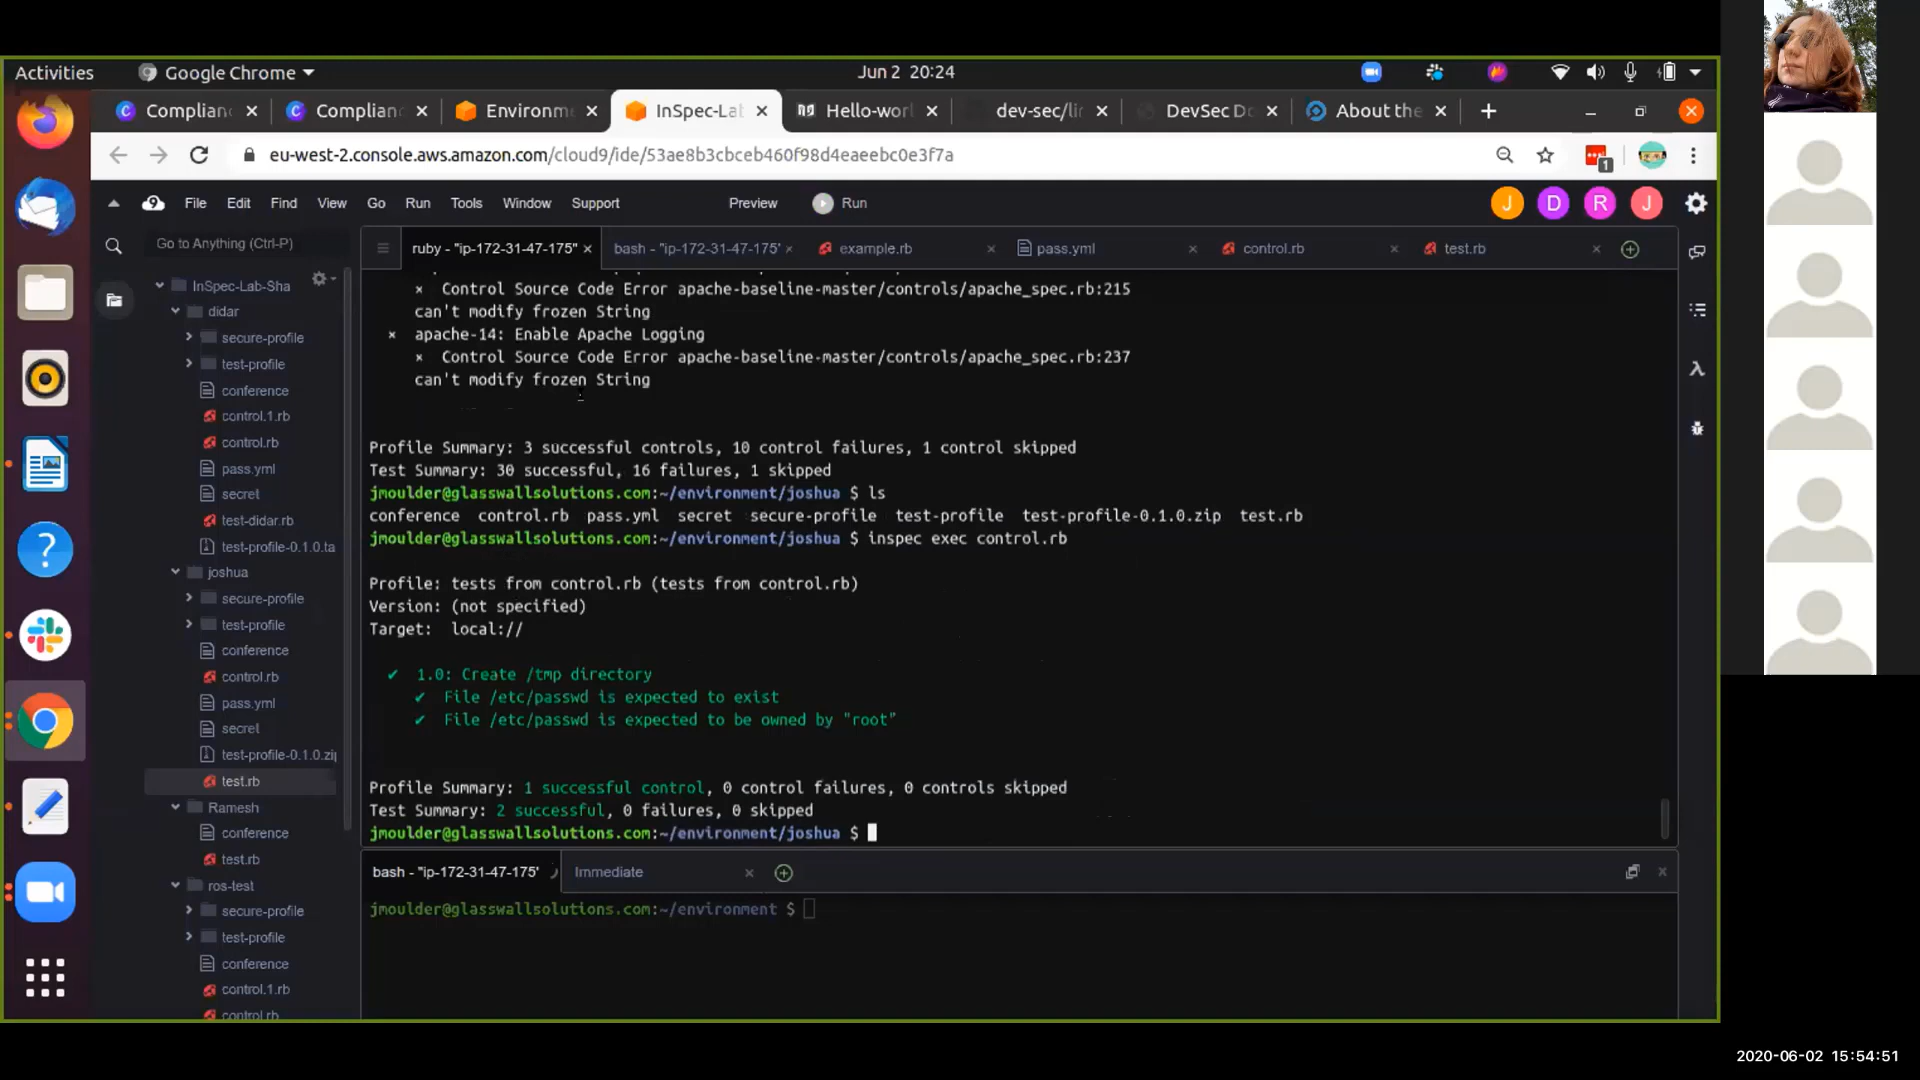 Activities Google Chrome Jun 2 20:24
Complianc Complianc Environme InSpec-Lab Hello-worl dev-sec/lin DevSec De About the
eu-west-2.console.aws.amazon.com/cloud9/ide/53ae8b3cbceb460f98d4eaeebc0e3f7a
1
9 File Edit Find View Go Run Tools Window Support Preview Run J D R J
Go to Anything (Ctrl-P)
ruby - "ip-172-31-47-175" bash - "ip-172-31-47-175" example.rb pass.yml control.rb test.rb
InSpec-Lab-Sha
didar
secure-profile
test-profile
conference
control.1.rb
control.rb
pass.yml
secret
test-didar.rb
test-profile-0.1.0.ta
joshua
secure-profile
test-profile
conference
control.rb
pass.yml
secret
test-profile-0.1.0.zip
test.rb
Ramesh
conference
test.rb
ros-test
secure-profile
test-profile
conference
control.1.rb
control.rb
× Control Source Code Error apache-baseline-master/controls/apache_spec.rb:215
can't modify frozen String
× apache-14: Enable Apache Logging
× Control Source Code Error apache-baseline-master/controls/apache_spec.rb:237
can't modify frozen String
Profile Summary: 3 successful controls, 10 control failures, 1 control skipped
Test Summary: 30 successful, 16 failures, 1 skipped
jmoulder@glasswallsolutions.com:~/environment/joshua $ ls
conference control.rb pass.yml secret secure-profile test-profile test-profile-0.1.0.zip test.rb
jmoulder@glasswallsolutions.com:~/environment/joshua $ inspec exec control.rb
Profile: tests from control.rb (tests from control.rb)
Version: (not specified)
Target: local://
✔ 1.0: Create /tmp directory
✔ File /etc/passwd is expected to exist
✔ File /etc/passwd is expected to be owned by "root"
Profile Summary: 1 successful control, 0 control failures, 0 controls skipped
Test Summary: 2 successful, 0 failures, 0 skipped
jmoulder@glasswallsolutions.com:~/environment/joshua $
bash - "ip-172-31-47-175" Immediate
jmoulder@glasswallsolutions.com:~/environment $
2020-06-02 15:54:51